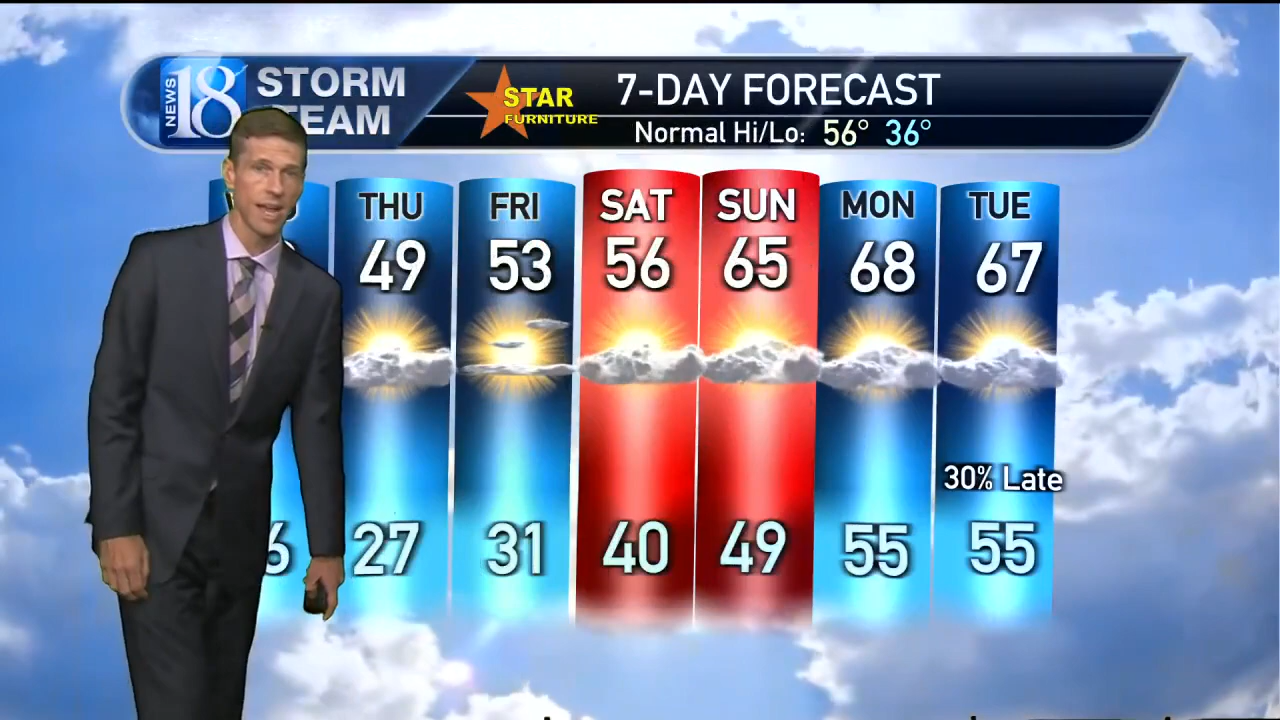 NEWS 18
STORM
TEAM
STAR
FURNITURE
7-DAY FORECAST
Normal Hi/Lo: 56° 36°
THU FRI SAT SUN MON TUE
49 53 56 65 68 67
30% Late
6 27 31 40 49 55 55